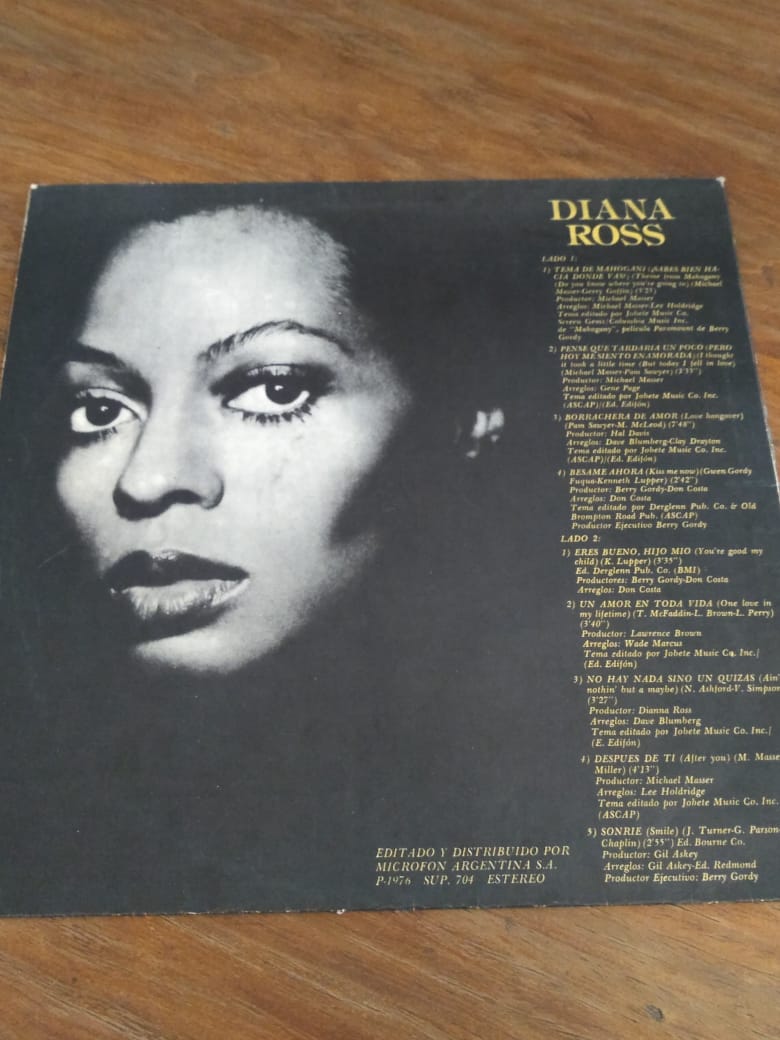 DIANA
ROSS
LADO 1:
1) TEMA DE MAHOGANI (¿SABES BIEN HA-
CIA DONDE VAS?) (Theme from Mahogany
(Do you know where you're going to) (Michael
Masser-Gerry Goffin) (3'23)
Productor: Michael Masser
Arreglos: Michael Masser-Lee Holdridge
Tema editado por Jobete Music Co.
Screen Gems/Columbia Music Inc.
de "Mahogany", película Paramount de Berry
Gordy
2) PENSE QUE TARDARIA UN POCO (PERO
HOY ME SIENTO ENAMORADA) (I thought
it took a little time (But today I fell in love)
(Michael Masser-Pam Sawyer) (3'33")
Productor: Michael Masser
Arreglos: Gene Page
Tema editado por Jobete Music Co. Inc.
(ASCAP)/(Ed. Edifón)
3) BORRACHERA DE AMOR (Love hangover)
(Pam Sawyer-M. McLeod) (7'48")
Productor: Hal Davis
Arreglos: Dave Blumberg-Clay Drayton
Tema editado por Jobete Music Co. Inc.
(ASCAP)/(Ed. Edifón)
4) BESAME AHORA (Kiss me now) (Gwen Gordy
Fuqua-Kenneth Lupper) (2'42")
Productor: Berry Gordy-Don Costa
Arreglos: Don Costa
Tema editado por Derglenn Pub. Co. & Old
Brompton Road Pub. (ASCAP)
Productor Ejecutivo Berry Gordy
LADO 2:
1) ERES BUENO, HIJO MIO (You're good my
child) (K. Lupper) (3'35")
Ed. Derglenn Pub. Co. (BMI)
Productores: Berry Gordy-Don Costa
Arreglos: Don Costa
2) UN AMOR EN TODA VIDA (One love in
my lifetime) (T. McFaddin-L. Brown-L. Perry)
(3'40")
Productor: Lawrence Brown
Arreglos: Wade Marcus
Tema editado por Jobete Music Co. Inc./
(Ed. Edifón)
3) NO HAY NADA SINO UN QUIZAS (Ain'
nothin' but a maybe) (N. Ashford-V. Simpson
(3'27")
Productor: Dianna Ross
Arreglos: Dave Blumberg
Tema editado por Jobete Music Co. Inc./
(E. Edifón)
4) DESPUES DE TI (After you) (M. Masse
Miller) (4'13")
Productor: Michael Masser
Arreglos: Lee Holdridge
Tema editado por Jobete Music Co. Inc.
(ASCAP)
5) SONRIE (Smile) (J. Turner-G. Parson
Chaplin) (2'55") Ed. Bourne Co.
Productor: Gil Askey
Arreglos: Gil Askey-Ed. Redmond
Productor Ejecutivo: Berry Gordy
EDITADO Y DISTRIBUIDO POR
MICROFON ARGENTINA S.A.
P-1976 SUP. 704 ESTEREO